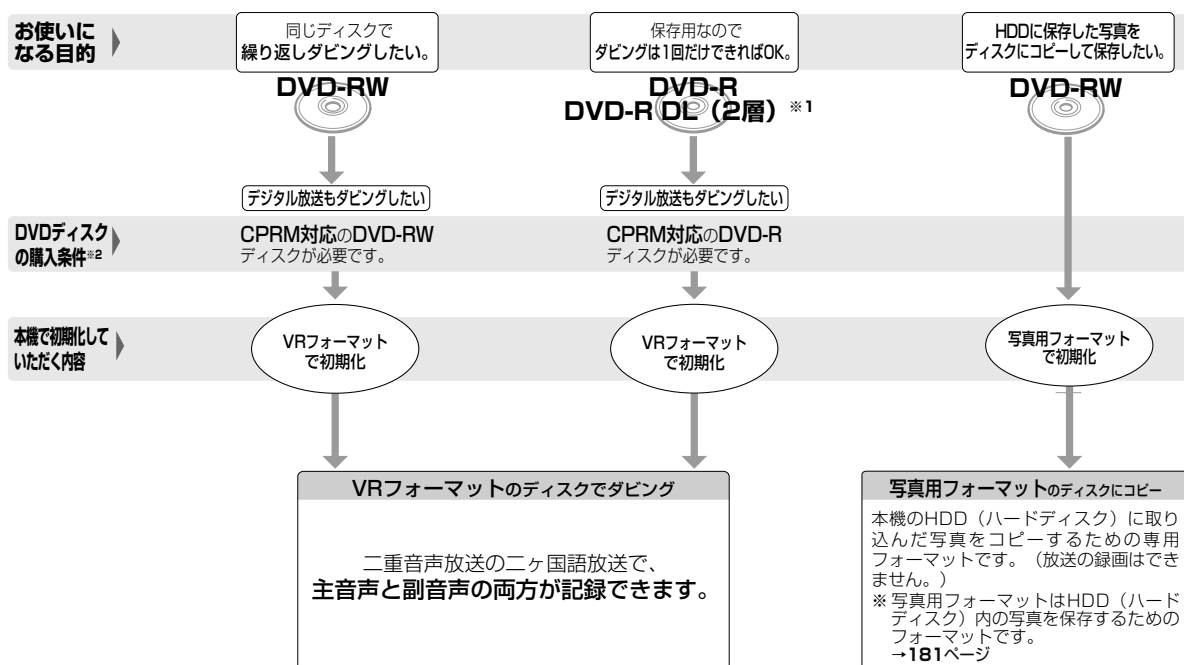 お使いに
なる目的
同じディスクで
繰り返しダビングしたい。
保存用なので
ダビングは1回だけできればOK。
HDDに保存した写真を
ディスクにコピーして保存したい。
DVD-RW
DVD-R
DVD-R DL（2層）※1
DVD-RW
デジタル放送もダビングしたい
デジタル放送もダビングしたい
DVDディスク
の購入条件※2
CPRM対応のDVD-RW
ディスクが必要です。
CPRM対応のDVD-R
ディスクが必要です。
本機で初期化して
いただく内容
VRフォーマット
で初期化
VRフォーマット
で初期化
写真用フォーマット
で初期化
VRフォーマットのディスクでダビング
二重音声放送の二ヶ国語放送で、
主音声と副音声の両方が記録できます。
写真用フォーマットのディスクにコピー
本機のHDD（ハードディスク）に取り
込んだ写真をコピーするための専用
フォーマットです。（放送の録画はでき
ません。）
※写真用フォーマットはHDD（ハード
ディスク）内の写真を保存するための
フォーマットです。
→181ページ